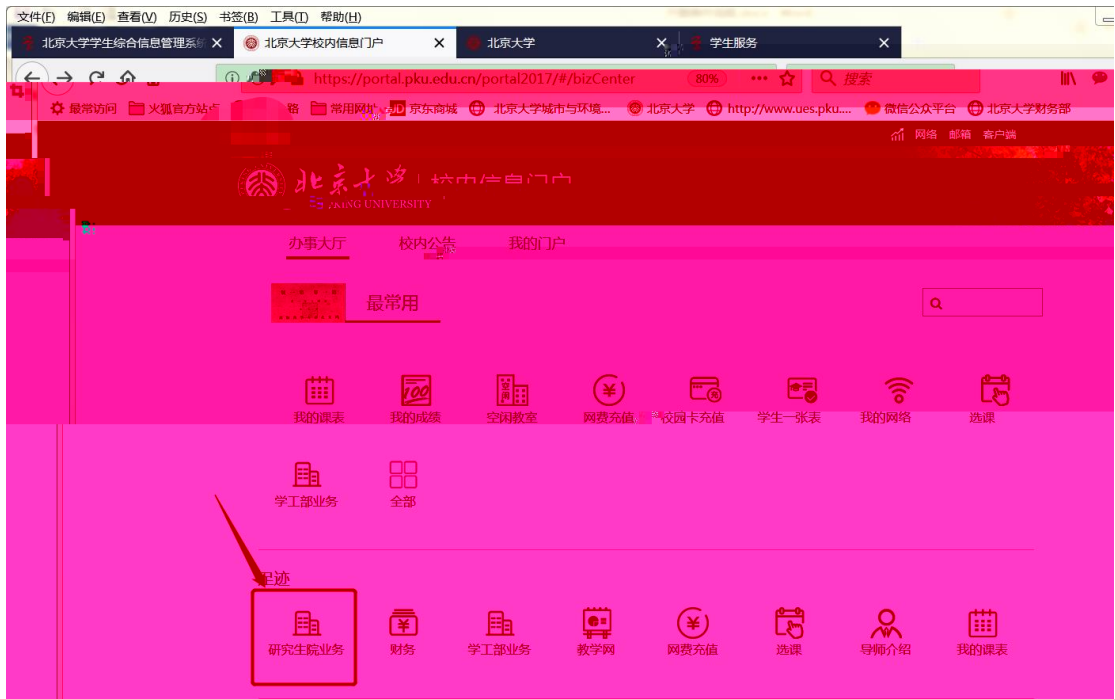 文件(F) 编辑(E) 查看(V) 历史(S) 书签(B) 工具(T) 帮助(H)
北京大学学生综合信息管理系统 北京大学校内信息门户 北京大学 学生服务
https://portal.pku.edu.cn/portal2017/#/bizCenter 80% 搜索
最常访问 火狐官方站点 常用网址 JD 京东商城 北京大学城市与环境... 北京大学 http://www.ues.pku.... 微信公众平台 北京大学财务部
网络 邮箱 客户端
北京大学 校内信息门户
PEKING UNIVERSITY
办事大厅 校内公告 我的门户
最常用
我的课表 我的成绩 空闲教室 网费充值 校园卡充值 学生一张表 我的网络 选课
学工部业务 全部
足迹
研究生院业务 财务 学工部业务 教学网 网费充值 选课 导师介绍 我的课表